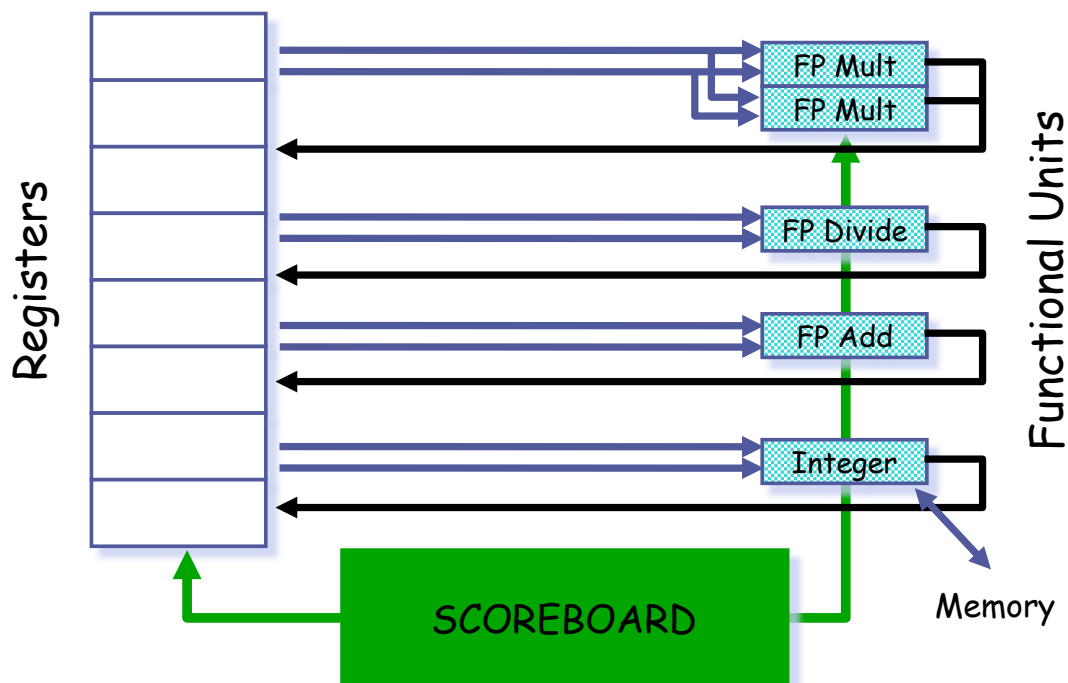 Registers
FP Mult
FP Mult
FP Divide
FP Add
Integer
Functional Units
Memory
SCOREBOARD